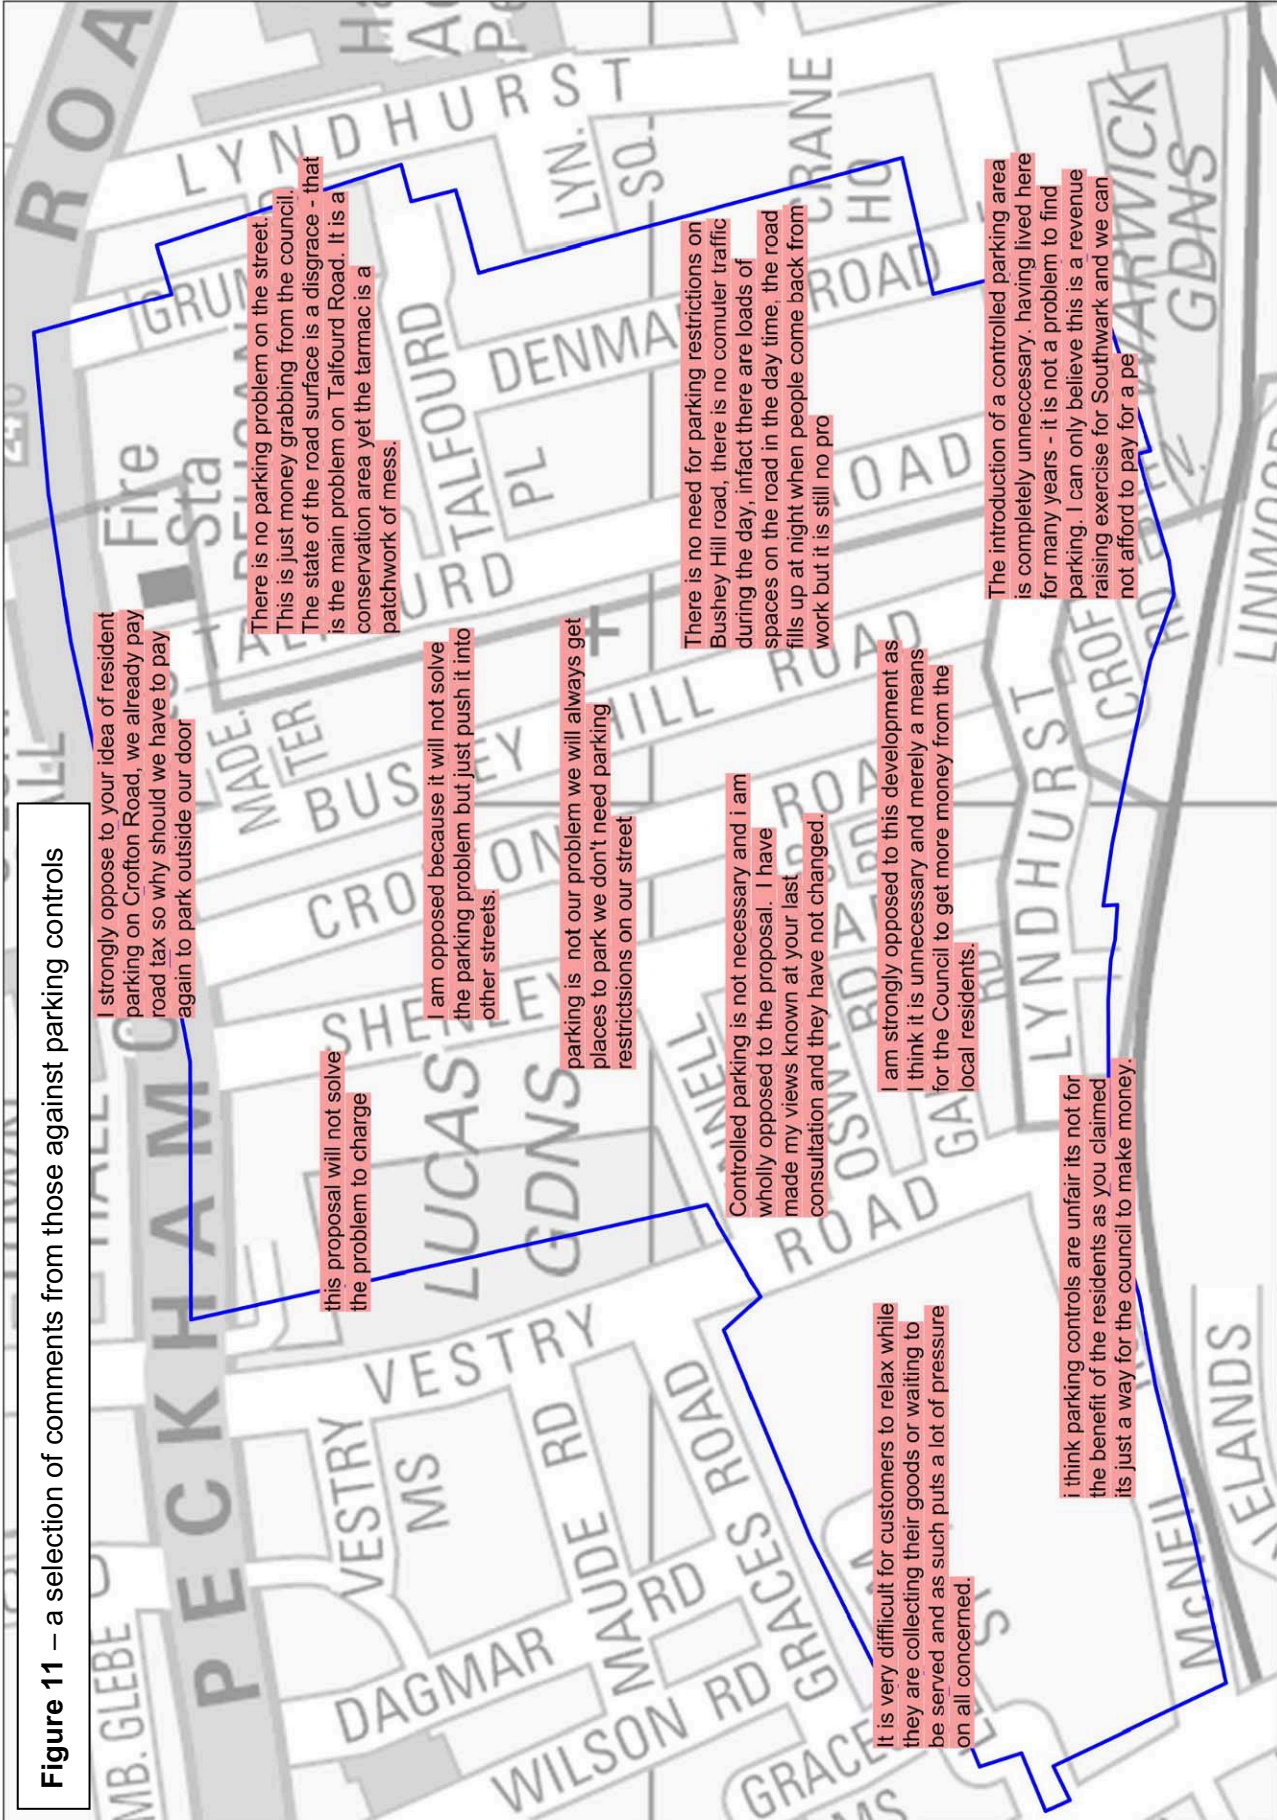 Figure 11 – a selection of comments from those against parking controls
PECKHAM
ROA
MB. GLEBE
I strongly oppose to your idea of resident
parking on Crofton Road, we already pay
road tax so why should we have to pay
again to park outside our door
Fire
Sta
There is no parking problem on the street.
This is just money grabbing from the council.
The state of the road surface is a disgrace - that
is the main problem on Talfourd Road. It is a
conservation area yet the tarmac is a
patchwork of mess.
this proposal will not solve
the problem to charge
I am opposed because it will not solve
the parking problem but just push it into
other streets.
parking is  not our problem we will always get
places to park we don't need parking
restrictsions on our street
There is no need for parking restrictions on
Bushey Hill road, there is no comuter traffic
during the day, infact there are loads of
spaces on the road in the day time, the road
fills up at night when people come back from
work but it is still no pro
Controlled parking is not necessary and i am
wholly opposed to the proposal. I have
made my views known at your last
consultation and they have not changed.
It is very diffiicult for customers to relax while
they are collecting their goods or waiting to
be served and as such puts a lot of pressure
on all concerned.
I am strongly opposed to this development as
I think it is unnecessary and merely a means
for the Council to get more money from the
local residents.
The introduction of a controlled parking area
is completely unneccesary. having lived here
for many years - it is not a problem to find
parking. I can only believe this is a revenue
raising exercise for Southwark and we can
not afford to pay for a pe
i think parking controls are unfair its not for
the benefit of the residents as you claimed
its just a way for the council to make money.
VESTRY
MS
VESTRY
ROAD
DAGMAR
RD
WILSON RD
MAUDE RD
GRACES ROAD
LUCAS
GDNS
SHENLEY
MADE.
TER
BUS EY HILL ROAD
CRO ON ROA
TALFOURD
PL
DENMA ROAD
LYNDHURST
LYN.
SQ.
CRANE
HO
LYNDHURST
WARWICK
GDNS
McNEIL